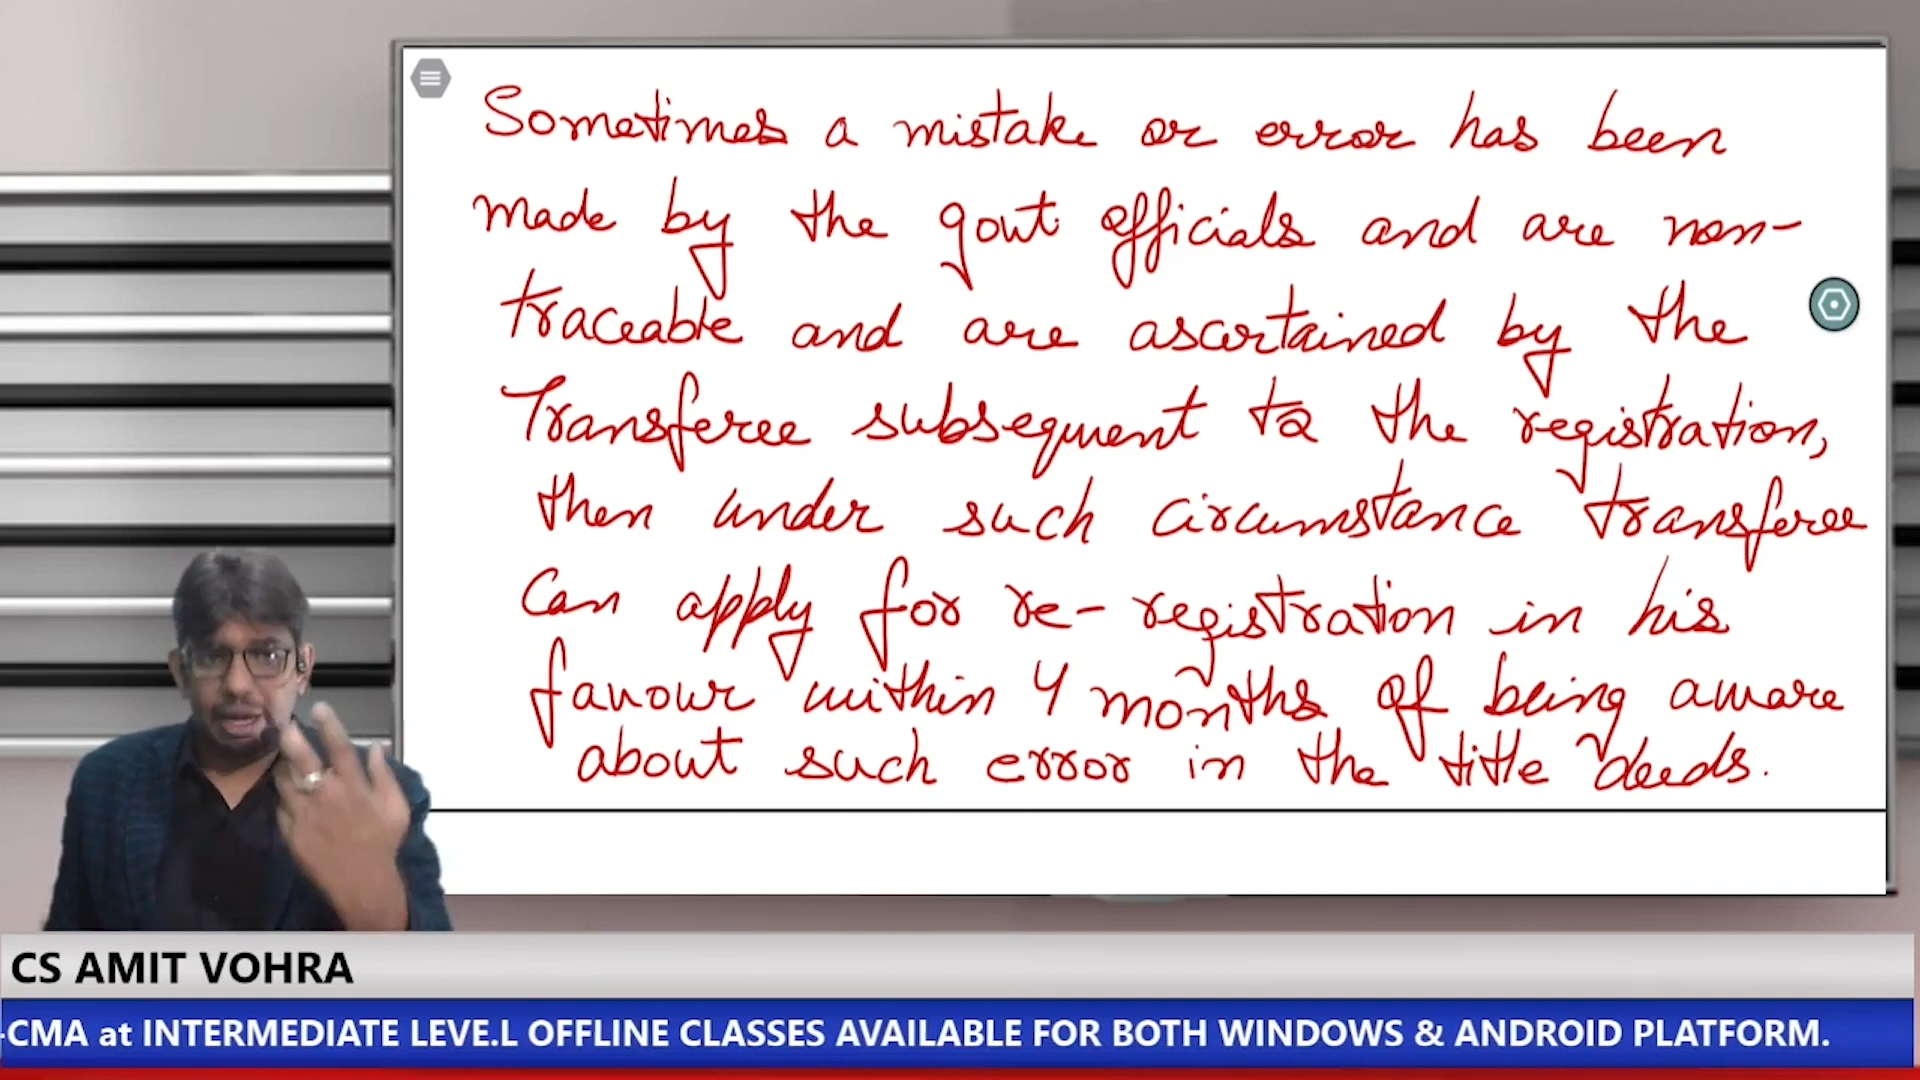 Sometimes a mistake or error has been
made by the govt. officials and are non-
traceable and are ascertained by the
Transferee subsequent to the registration,
then under such circumstance transferee
can apply for re-registration in his
favour within 4 months of being aware
about such error in the title deeds.
CS AMIT VOHRA
-CMA at INTERMEDIATE LEVE.L OFFLINE CLASSES AVAILABLE FOR BOTH WINDOWS & ANDROID PLATFORM.